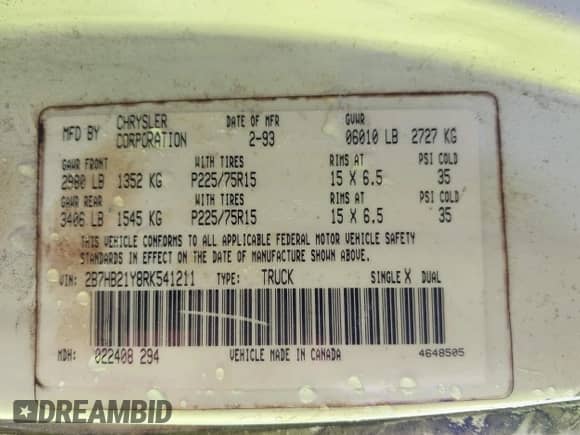 MFD BY CHRYSLER CORPORATION DATE OF MFR 2-93 GVWR 06010 LB 2727 KG
GAWR FRONT WITH TIRES RIMS AT PSI COLD
2980 LB 1352 KG P225/75R15 15 X 6.5 35
GAWR REAR WITH TIRES RIMS AT PSI COLD
3406 LB 1545 KG P225/75R15 15 X 6.5 35
THIS VEHICLE CONFORMS TO ALL APPLICABLE FEDERAL MOTOR VEHICLE SAFETY
STANDARDS IN EFFECT ON THE DATE OF MANUFACTURE SHOWN ABOVE.
VIN: 2B7HB21Y8RK541211 TYPE: TRUCK SINGLE X DUAL
MDH: 022408 294 VEHICLE MADE IN CANADA 4648505
DREAMBID